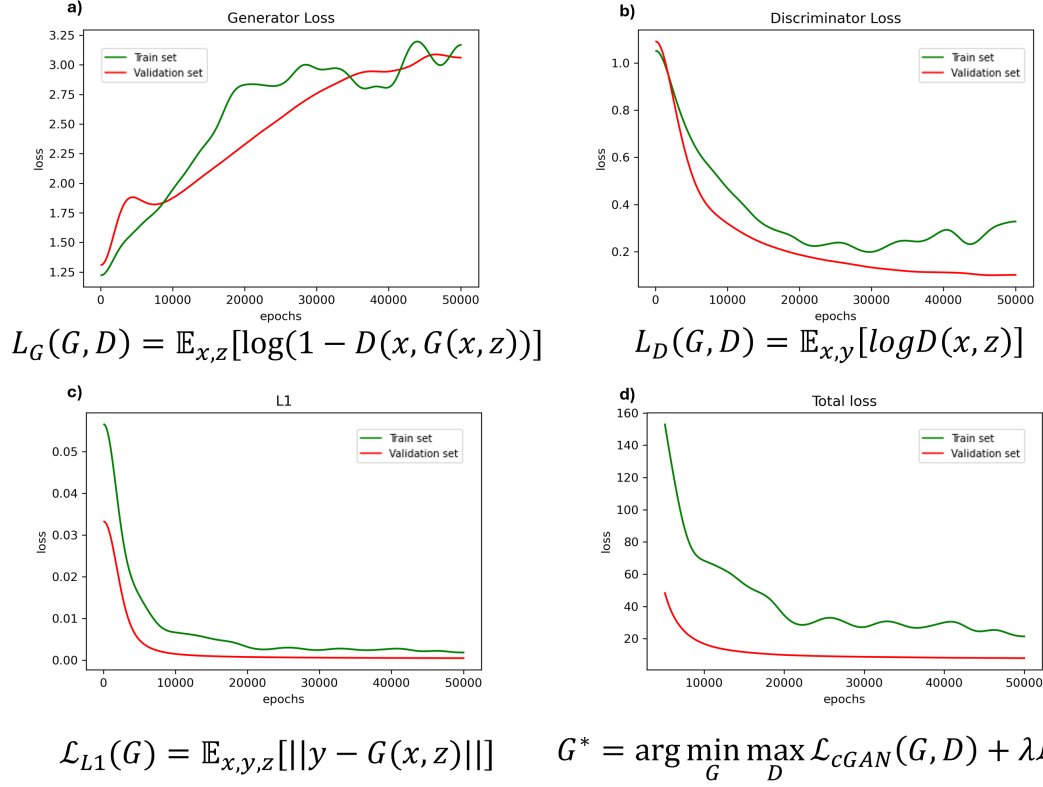 a)
Generator Loss
3.25
3.00
2.75
2.50
2.25
2.00
1.75
1.50
1.25
loss
Train set
Validation set
0 10000 20000 30000 40000 50000
epochs
L_G(G, D) = 𝔼_{x,z}[log(1 − D(x, G(x, z))]
b)
Discriminator Loss
1.0
0.8
0.6
0.4
0.2
loss
Train set
Validation set
0 10000 20000 30000 40000 50000
epochs
L_D(G, D) = 𝔼_{x,y}[logD(x, z)]
c)
L1
0.05
0.04
0.03
0.02
0.01
0.00
loss
Train set
Validation set
0 10000 20000 30000 40000 50000
epochs
ℒ_{L1}(G) = 𝔼_{x,y,z}[||y − G(x, z)||]
d)
Total loss
160
140
120
100
80
60
40
20
loss
Train set
Validation set
10000 20000 30000 40000 50000
epochs
G* = arg min_G max_D ℒ_{cGAN}(G, D) + λ